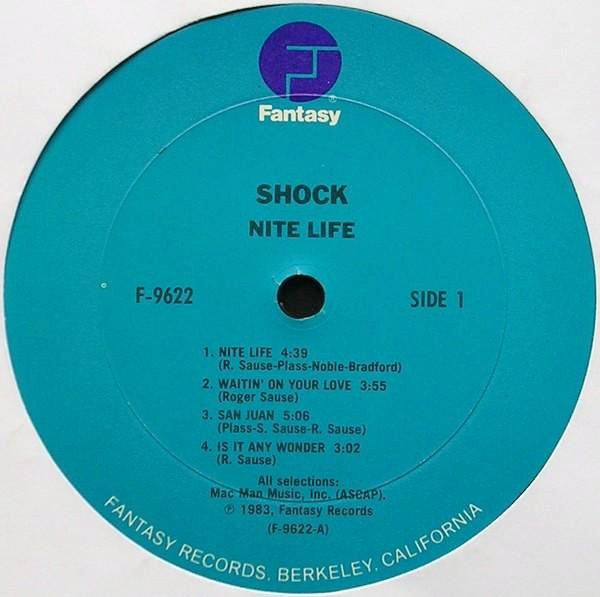 Fantasy
®
SHOCK
NITE LIFE
F-9622
SIDE 1
1. NITE LIFE 4:39
(R. Sause-Plass-Noble-Bradford)
2. WAITIN' ON YOUR LOVE 3:55
(Roger Sause)
3. SAN JUAN 5:06
(Plass-S. Sause-R. Sause)
4. IS IT ANY WONDER 3:02
(R. Sause)
All selections:
Mac Man Music, Inc. (ASCAP).
℗ 1983, Fantasy Records
(F-9622-A)
FANTASY RECORDS, BERKELEY, CALIFORNIA